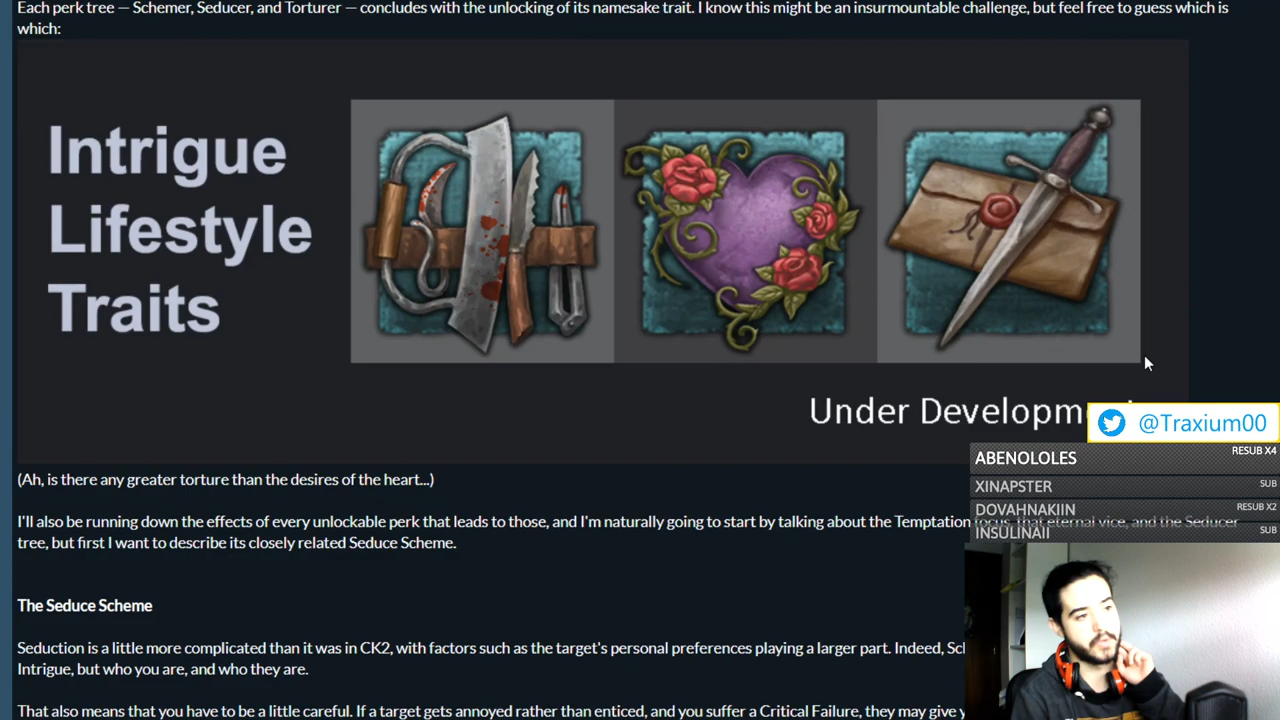 Each perk tree — Schemer, Seducer, and Torturer — concludes with the unlocking of its namesake trait. I know this might be an insurmountable challenge, but feel free to guess which is
which:
Intrigue
Lifestyle
Traits
Under Developm
@Traxium00
ABENOLOLES RESUB X4
XINAPSTER SUB
DOVAHNAKIIN RESUB X2
INSULINAII SUB
(Ah, is there any greater torture than the desires of the heart...)
I'll also be running down the effects of every unlockable perk that leads to those, and I'm naturally going to start by talking about the Temptation focus, that eternal vice, and the Seducer
tree, but first I want to describe its closely related Seduce Scheme.
The Seduce Scheme
Seduction is a little more complicated than it was in CK2, with factors such as the target's personal preferences playing a larger part. Indeed, Sc
Intrigue, but who you are, and who they are.
That also means that you have to be a little careful. If a target gets annoyed rather than enticed, and you suffer a Critical Failure, they may give